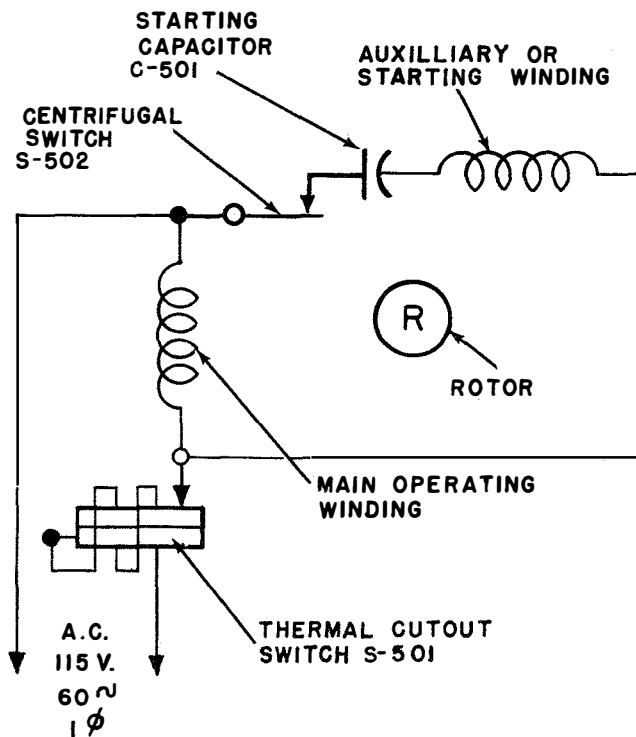 STARTING
CAPACITOR
C-501
AUXILLIARY OR
STARTING WINDING
CENTRIFUGAL
SWITCH
S-502
R
ROTOR
MAIN OPERATING
WINDING
THERMAL CUTOUT
SWITCH S-501
A.C.
115 V.
60 ~
1 ϕ